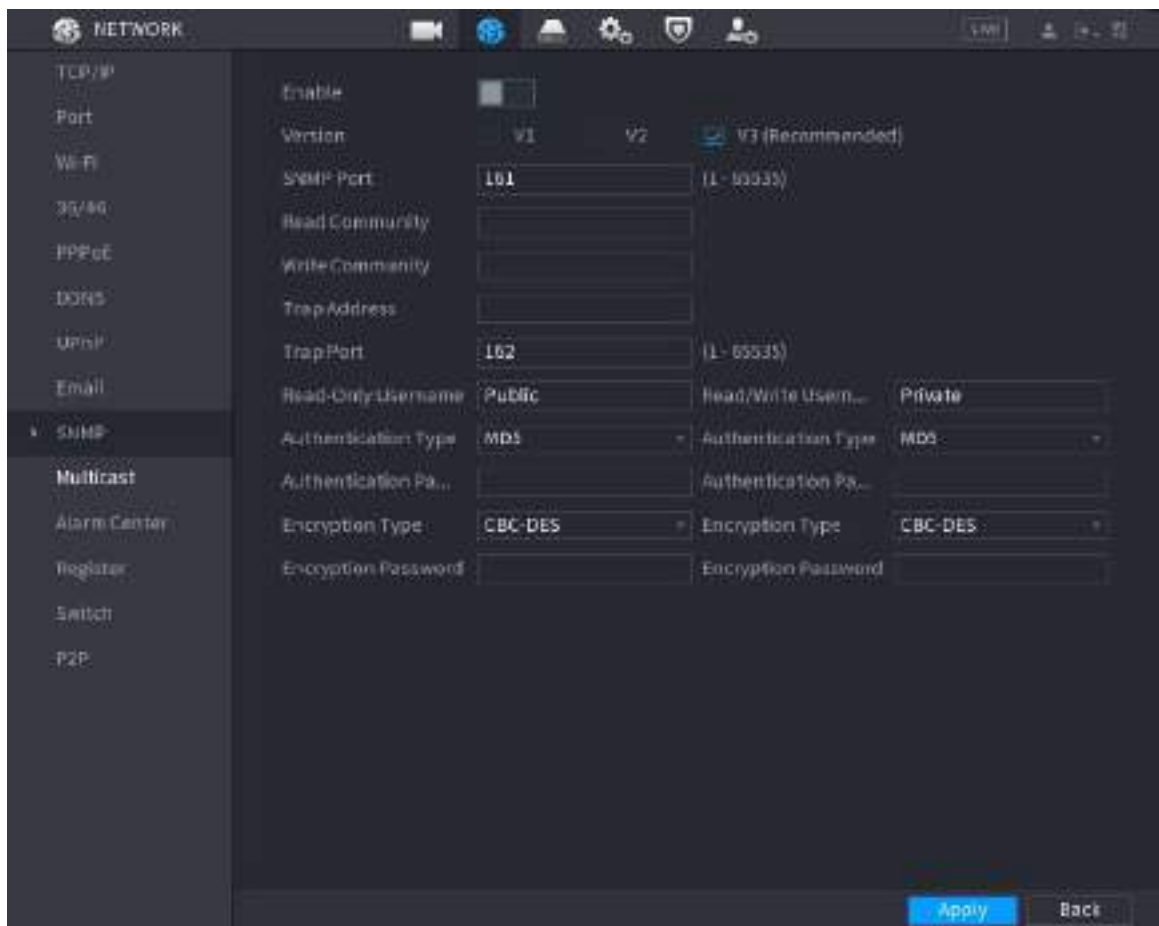 NETWORK
LIVE
TCP/IP
Port
Wi-Fi
3G/4G
PPPoE
DDNS
UPnP
Email
SNMP
Multicast
Alarm Center
Register
Switch
P2P
Enable
Version V1 V2 V3 (Recommended)
SNMP Port 161 (1 - 65535)
Read Community
Write Community
Trap Address
Trap Port 162 (1 - 65535)
Read-Only Username Public Read/Write Usern... Private
Authentication Type MD5 Authentication Type MD5
Authentication Pa... Authentication Pa...
Encryption Type CBC-DES Encryption Type CBC-DES
Encryption Password Encryption Password
Apply Back